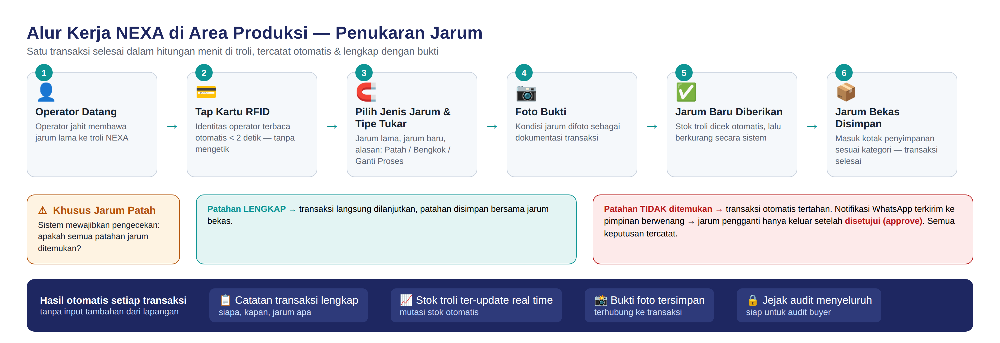 Alur Kerja NEXA di Area Produksi — Penukaran Jarum
Satu transaksi selesai dalam hitungan menit di troli, tercatat otomatis & lengkap dengan bukti
1
Operator Datang
Operator jahit membawa
jarum lama ke troli NEXA
→
2
Tap Kartu RFID
Identitas operator terbaca
otomatis < 2 detik — tanpa
mengetik
→
3
Pilih Jenis Jarum &
Tipe Tukar
Jarum lama, jarum baru,
alasan: Patah / Bengkok /
Ganti Proses
→
4
Foto Bukti
Kondisi jarum difoto sebagai
dokumentasi transaksi
→
5
Jarum Baru Diberikan
Stok troli dicek otomatis, lalu
berkurang secara sistem
→
6
Jarum Bekas
Disimpan
Masuk kotak penyimpanan
sesuai kategori — transaksi
selesai
⚠ Khusus Jarum Patah
Sistem mewajibkan pengecekan:
apakah semua patahan jarum
ditemukan?
Patahan LENGKAP → transaksi langsung dilanjutkan, patahan disimpan bersama jarum
bekas.
Patahan TIDAK ditemukan → transaksi otomatis tertahan. Notifikasi WhatsApp terkirim ke
pimpinan berwenang → jarum pengganti hanya keluar setelah disetujui (approve). Semua
keputusan tercatat.
Hasil otomatis setiap transaksi
tanpa input tambahan dari lapangan
📋 Catatan transaksi lengkap
siapa, kapan, jarum apa
📈 Stok troli ter-update real time
mutasi stok otomatis
📸 Bukti foto tersimpan
terhubung ke transaksi
🔒 Jejak audit menyeluruh
siap untuk audit buyer